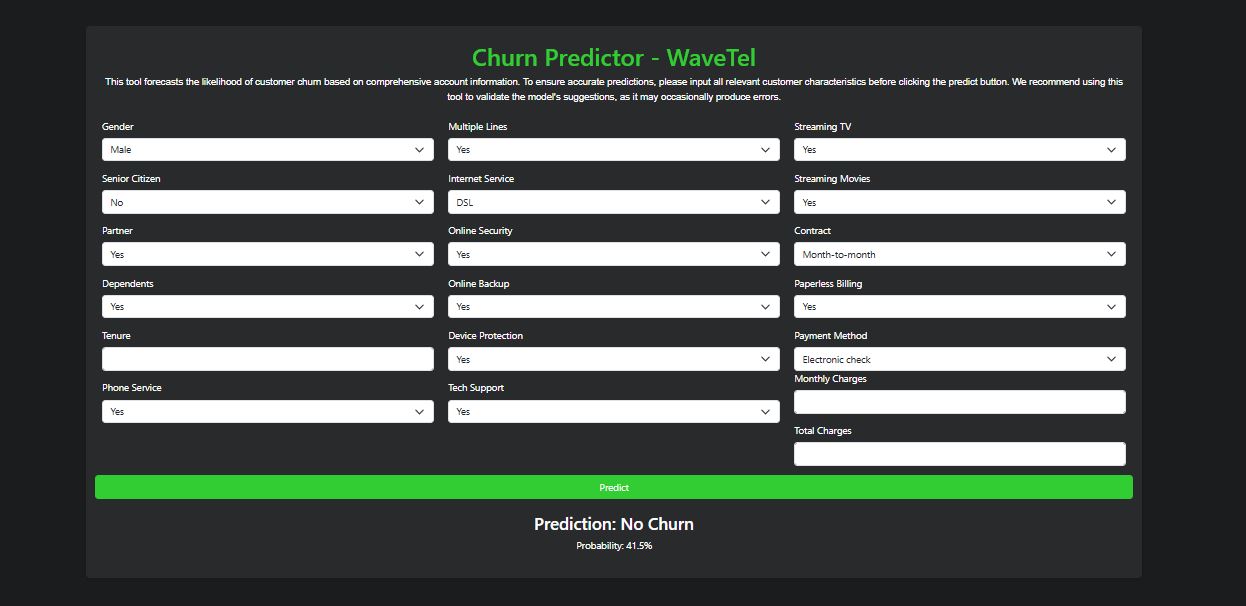 Churn Predictor - WaveTel
This tool forecasts the likelihood of customer churn based on comprehensive account information. To ensure accurate predictions, please input all relevant customer characteristics before clicking the predict button. We recommend using this
tool to validate the model's suggestions, as it may occasionally produce errors.
Gender
Male
Senior Citizen
No
Partner
Yes
Dependents
Yes
Tenure
Phone Service
Yes
Multiple Lines
Yes
Internet Service
DSL
Online Security
Yes
Online Backup
Yes
Device Protection
Yes
Tech Support
Yes
Streaming TV
Yes
Streaming Movies
Yes
Contract
Month-to-month
Paperless Billing
Yes
Payment Method
Electronic check
Monthly Charges
Total Charges
Predict
Prediction: No Churn
Probability: 41.5%